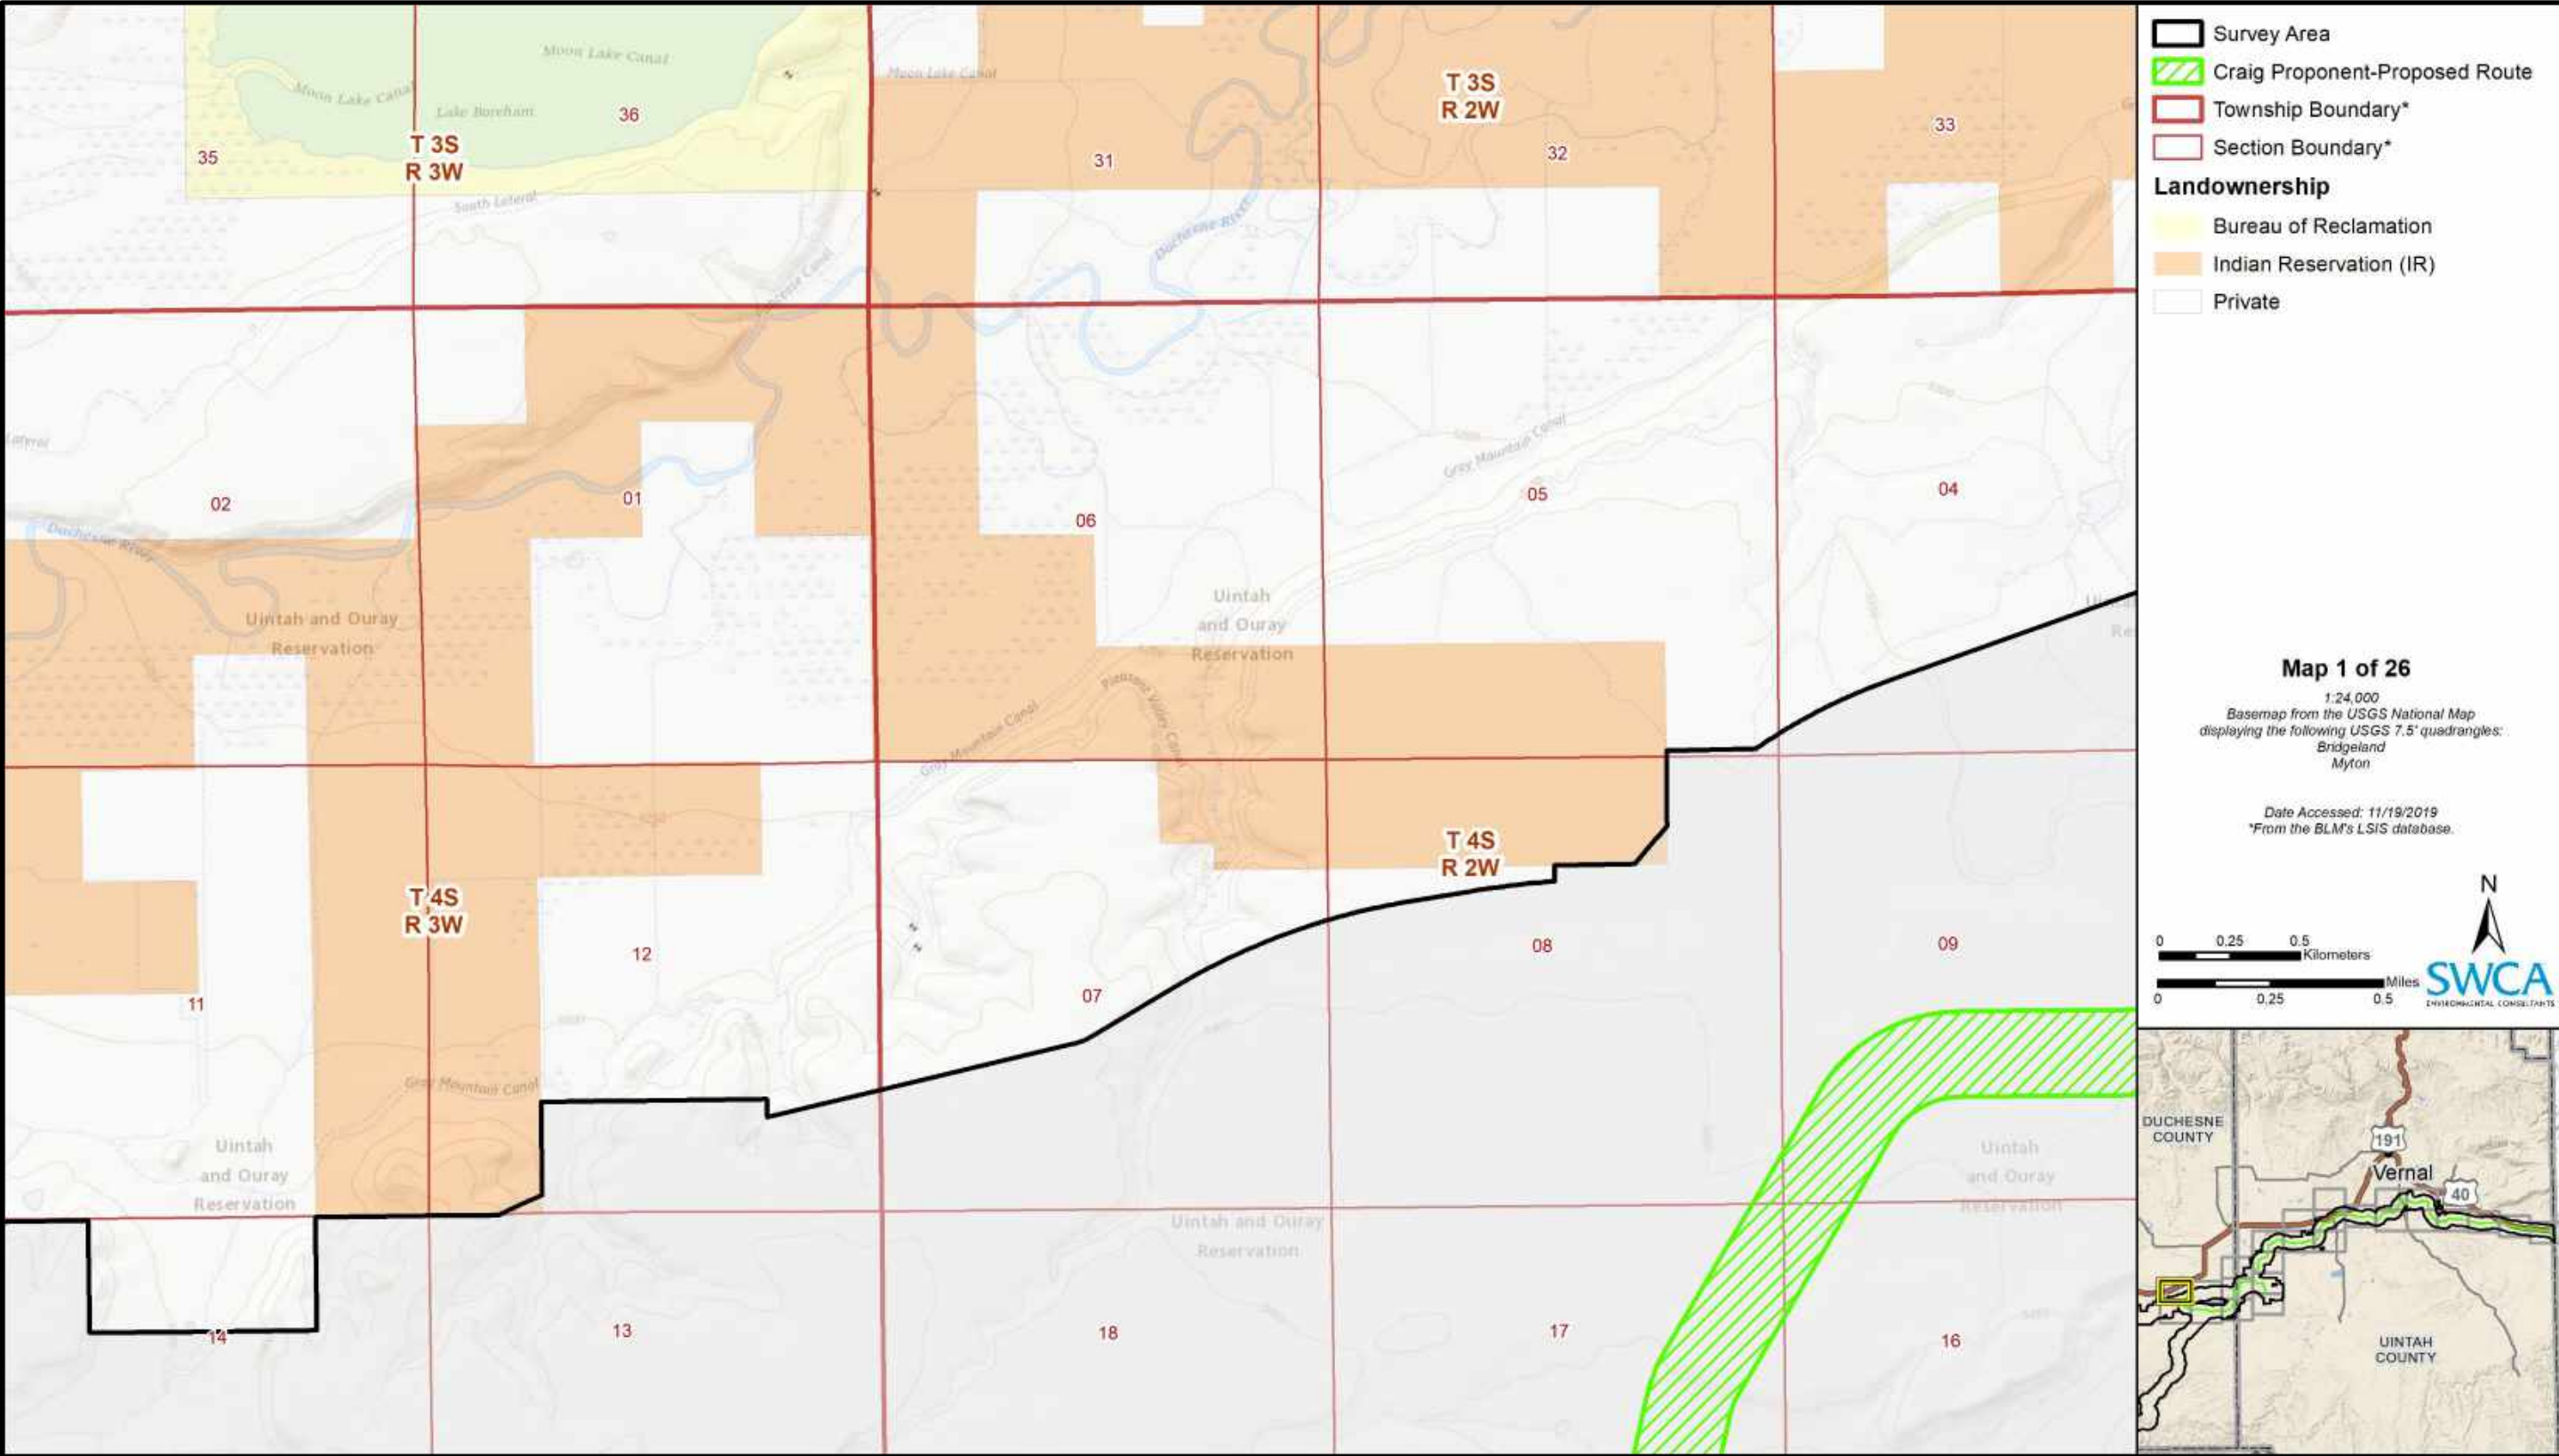 Moon Lake Canal
Moon Lake Canal
Lake Boreham
36
35
T 3S
R 3W
South Lateral
Moon Lake Canal
T 3S
R 2W
31
32
33
Duchesne River
Duchesne Canal
Lateral
02
01
06
05
04
Gray Mountain Canal
Duchesne River
Uintah and Ouray
Reservation
Uintah
and Ouray
Reservation
Pleasant Valley Canal
Gray Mountain Canal
T 4S
R 3W
T 4S
R 2W
12
11
07
08
09
Gray Mountain Canal
Uintah
and Ouray
Reservation
Uintah
and Ouray
Reservation
Uintah and Ouray
Reservation
14
13
18
17
16
Survey Area
Craig Proponent-Proposed Route
Township Boundary*
Section Boundary*
Landownership
Bureau of Reclamation
Indian Reservation (IR)
Private
Map 1 of 26
1:24,000
Basemap from the USGS National Map
displaying the following USGS 7.5' quadrangles:
Bridgeland
Myton
Date Accessed: 11/19/2019
*From the BLM's LSIS database.
N
0 0.25 0.5
Kilometers
Miles
0 0.25 0.5
SWCA
ENVIRONMENTAL CONSULTANTS
DUCHESNE
COUNTY
191
Vernal
40
UINTAH
COUNTY